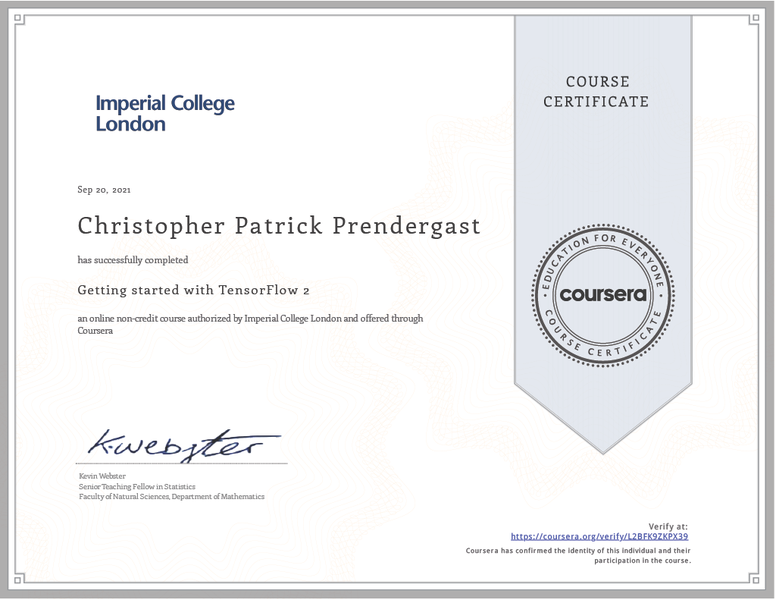 COURSE
CERTIFICATE
Imperial College
London
Sep 20, 2021
Christopher Patrick Prendergast
has successfully completed
Getting started with TensorFlow 2
an online non-credit course authorized by Imperial College London and offered through
Coursera
EDUCATION FOR EVERYONE
coursera
COURSE CERTIFICATE
K.Webster
Kevin Webster
Senior Teaching Fellow in Statistics
Faculty of Natural Sciences, Department of Mathematics
Verify at:
https://coursera.org/verify/L2BFK9ZKPX39
Coursera has confirmed the identity of this individual and their
participation in the course.